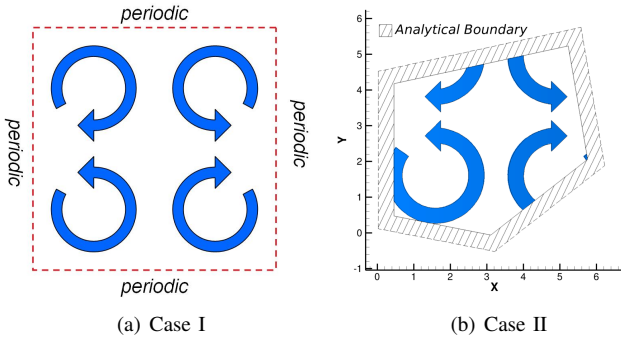 periodic
periodic
periodic
periodic
(a) Case I
Analytical Boundary
Y
6
5
4
3
2
1
0
-1
0
1
2
3
4
5
6
X
(b) Case II